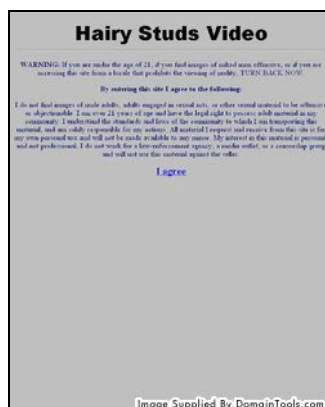 Hairy Studs Video
WARNING: If you are under the age of 21, if you find images of naked men offensive, or if you are
accessing this site from a locale that prohibits the viewing of nudity, TURN BACK NOW.
By entering this site I agree to the following:
I do not find images of nude adults, adults engaged in sexual acts, or other sexual material to be offensive
or objectionable. I am over 21 years of age and have the legal right to possess adult material in my
community. I understand the standards and laws of the community to which I am transporting this
material, and am solely responsible for my actions. All material I request and receive from this site is for
my own personal use and will not be made available to any minor. My interest in this material is personal
and not professional. I do not work for a law-enforcement agency, a media outlet, or a censorship group
and will not use this material against the seller.
I agree
Image Supplied By DomainTools.com